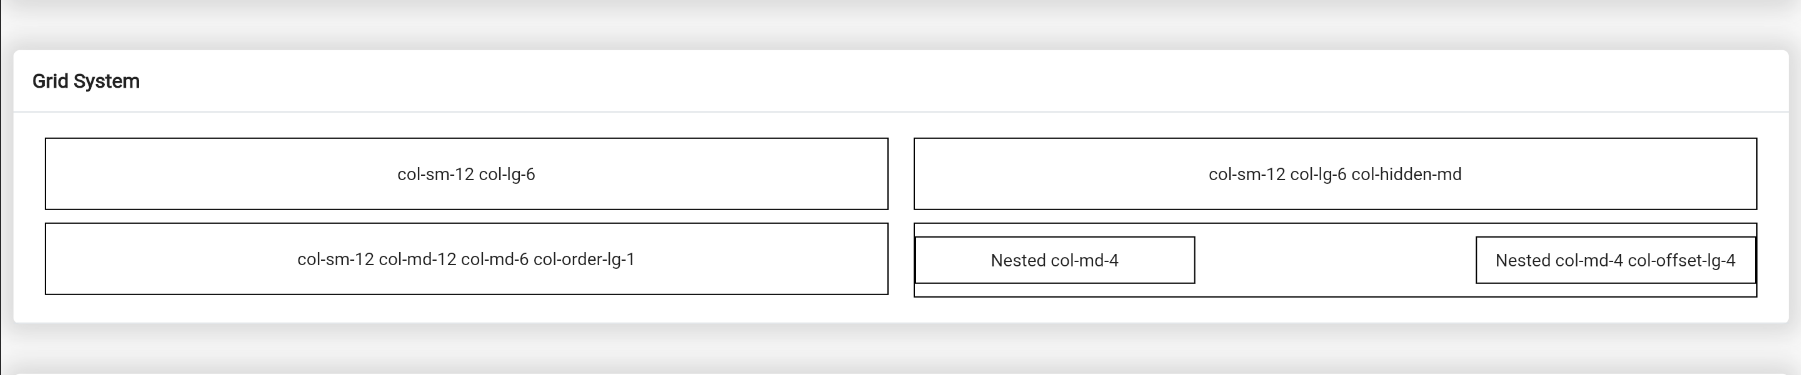 Grid System
col-sm-12 col-lg-6
col-sm-12 col-lg-6 col-hidden-md
col-sm-12 col-md-12 col-md-6 col-order-lg-1
Nested col-md-4
Nested col-md-4 col-offset-lg-4